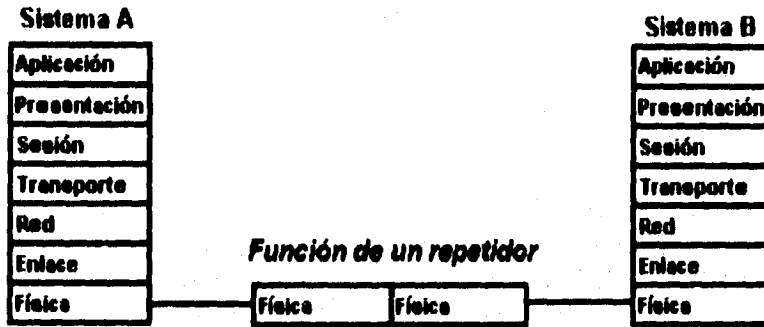 Sistema A
Aplicación
Presentación
Sesión
Transporte
Red
Enlace
Física
Sistema B
Aplicación
Presentación
Sesión
Transporte
Red
Enlace
Física
Función de un repetidor
Física Física